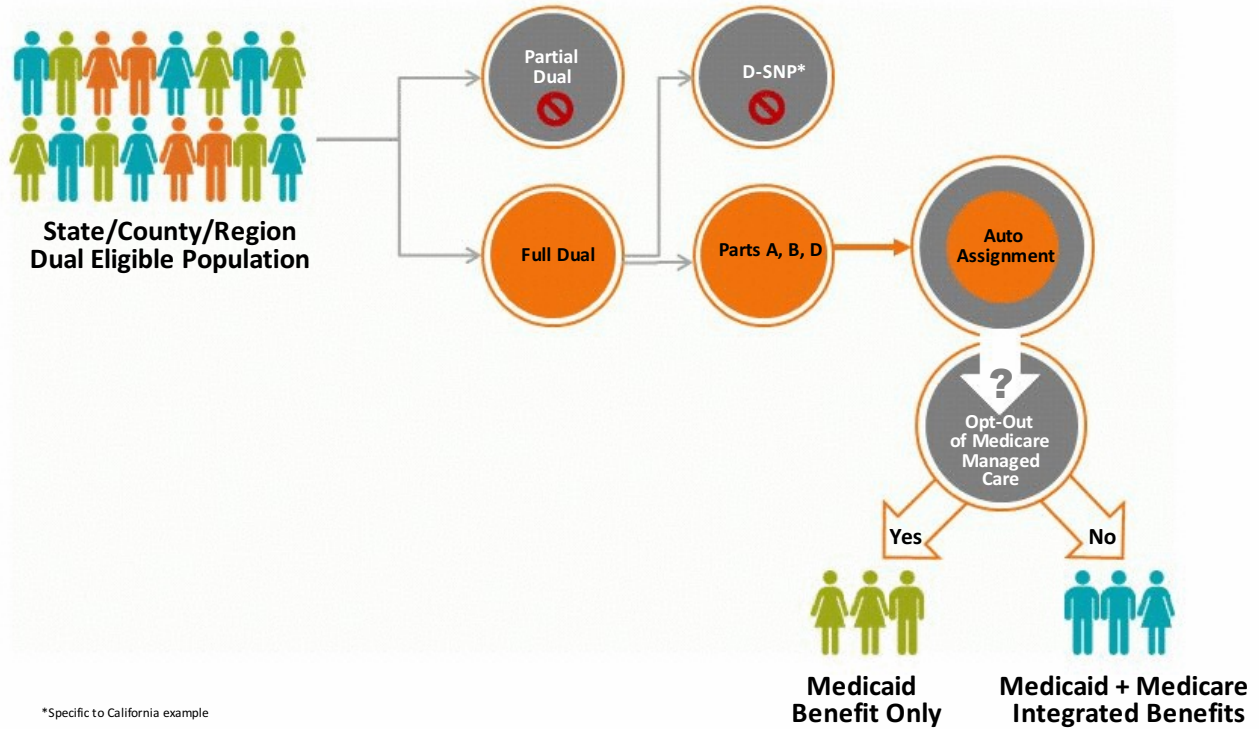 Partial
Dual
D-SNP*
State/County/Region
Dual Eligible Population
Full Dual
Parts A, B, D
Auto
Assignment
?
Opt-Out
of Medicare
Managed
Care
Yes
No
Medicaid
Benefit Only
Medicaid + Medicare
Integrated Benefits
*Specific to California example